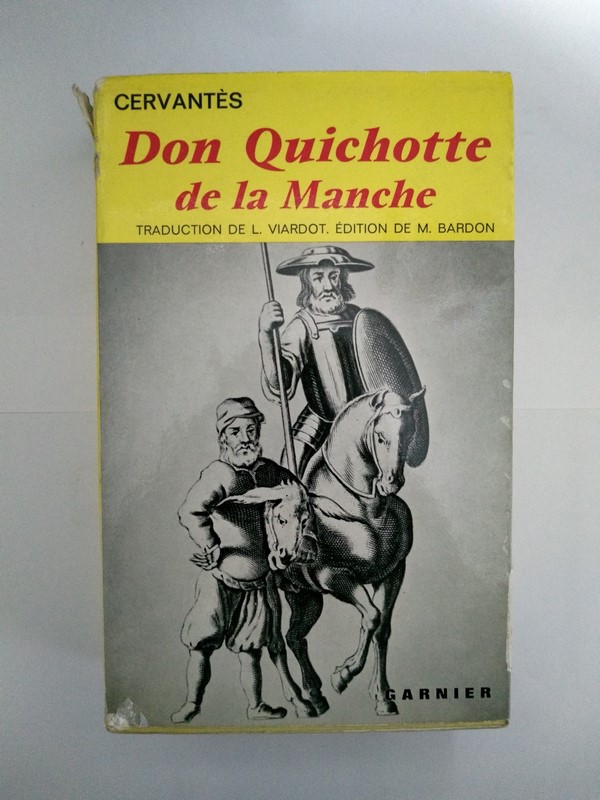 CERVANTÈS
Don Quichotte
de la Manche
TRADUCTION DE L. VIARDOT. ÉDITION DE M. BARDON
GARNIER